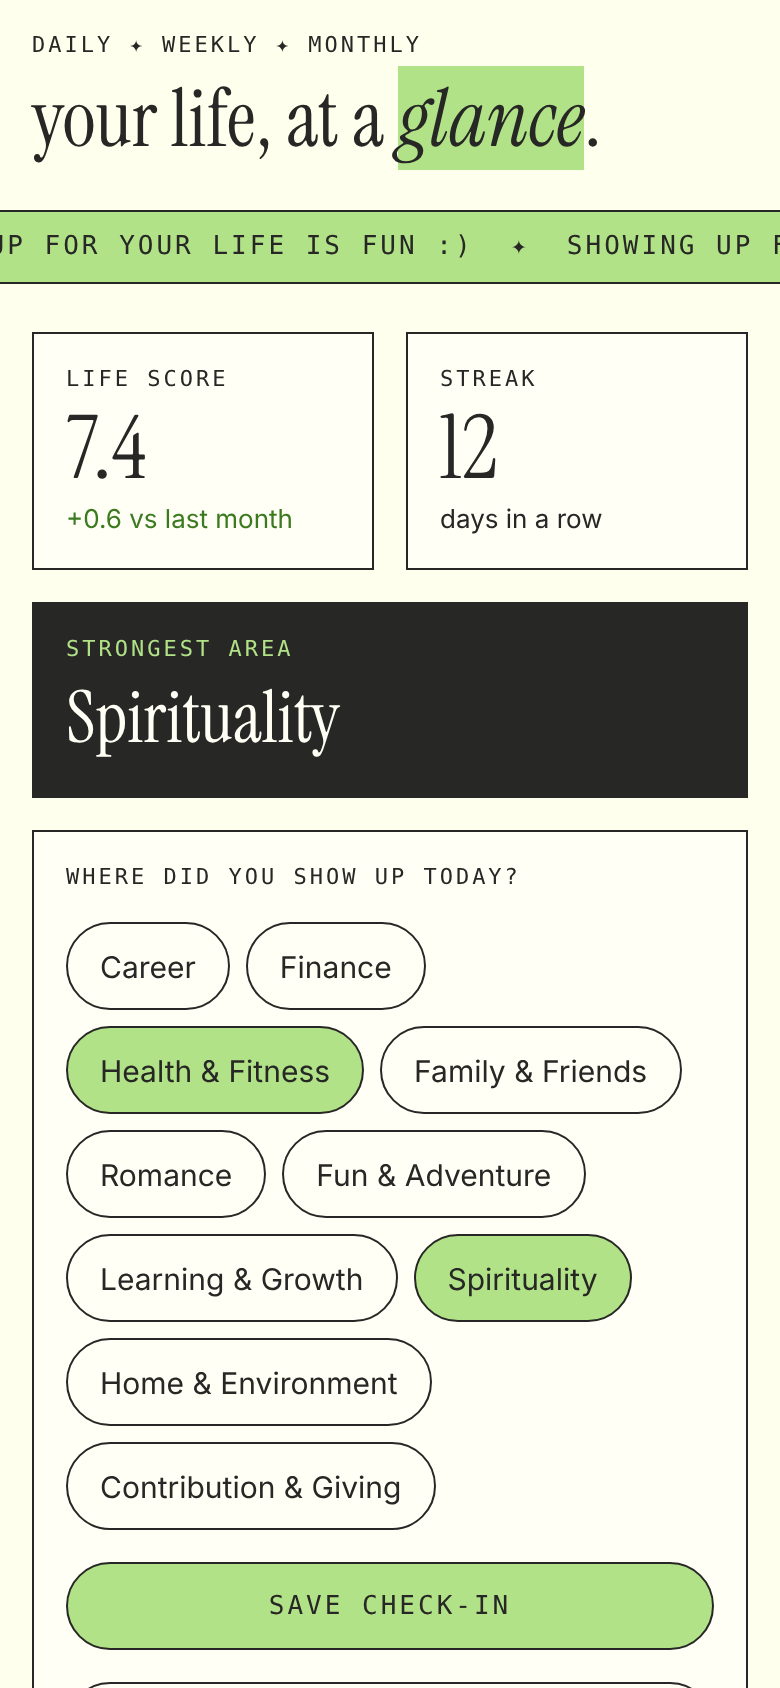 DAILY ✦ WEEKLY ✦ MONTHLY
your life, at a glance.
UP FOR YOUR LIFE IS FUN :) ✦ SHOWING UP
LIFE SCORE
7.4
+0.6 vs last month
STREAK
12
days in a row
STRONGEST AREA
Spirituality
WHERE DID YOU SHOW UP TODAY?
Career
Finance
Health & Fitness
Family & Friends
Romance
Fun & Adventure
Learning & Growth
Spirituality
Home & Environment
Contribution & Giving
SAVE CHECK-IN